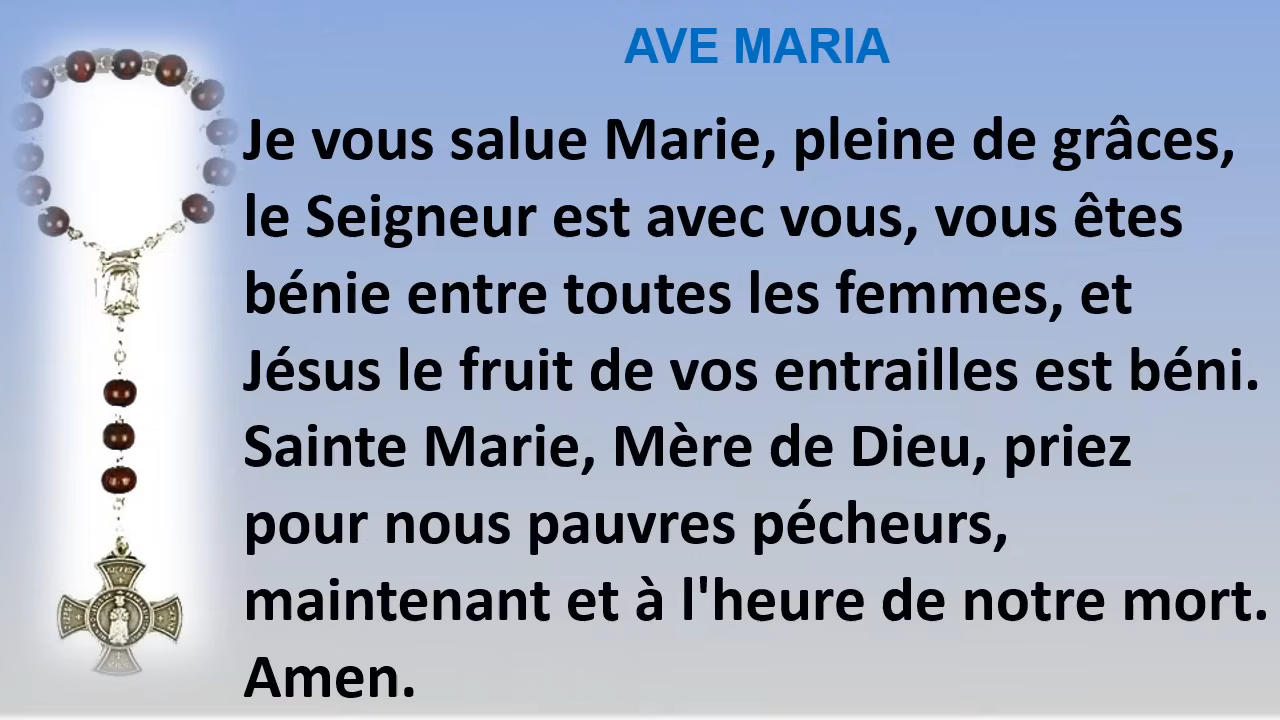 AVE MARIA
Je vous salue Marie, pleine de grâces,
le Seigneur est avec vous, vous êtes
bénie entre toutes les femmes, et
Jésus le fruit de vos entrailles est béni.
Sainte Marie, Mère de Dieu, priez
pour nous pauvres pécheurs,
maintenant et à l'heure de notre mort.
Amen.